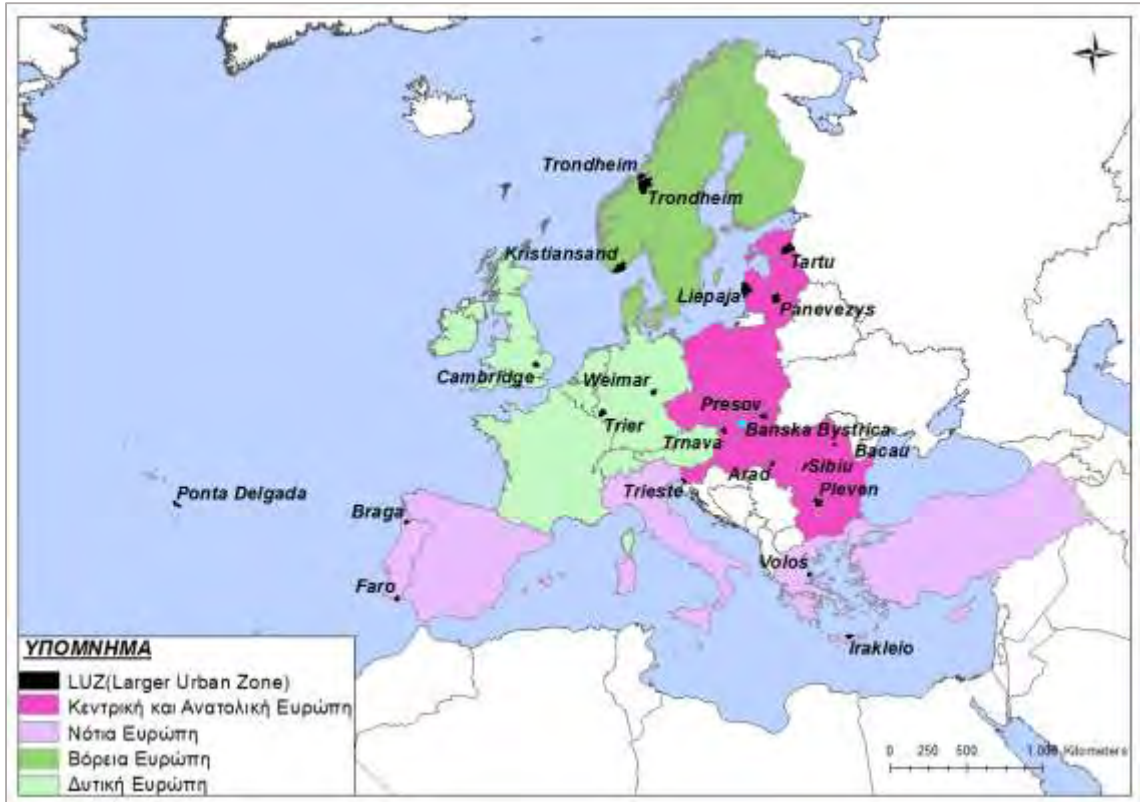 Trondheim
Trondheim
Kristiansand
Tartu
Liepaja
Panevezys
Cambridge
Weimar
Presov
Trier
Banska Bystrica
Trnava
Bacau
Arad
Sibiu
Trieste
Pleven
Ponta Delgada
Braga
Volos
Faro
Irakleio
ΥΠΟΜΝΗΜΑ
LUZ(Larger Urban Zone)
Κεντρική και Ανατολική Ευρώπη
Νότια Ευρώπη
Βόρεια Ευρώπη
Δυτική Ευρώπη
0 250 500 1.000 Kilometers